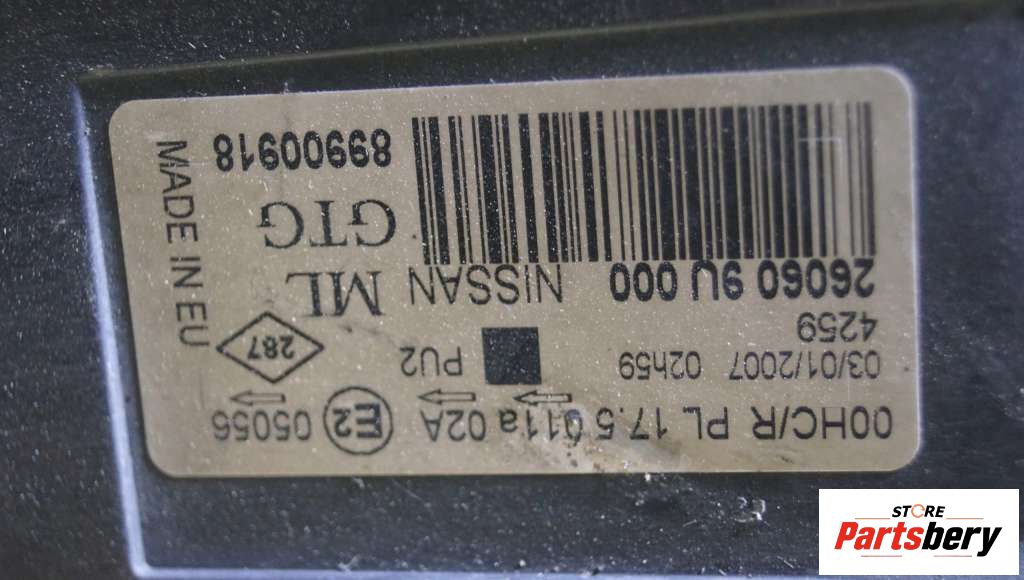 00HC/R PL 17.5 011a 02A E2 05056
03/01/2007 02h59 PU2 287
4259
26060 9U 000 NISSAN ML
GTG
89900918
MADE IN EU
STORE
Partsbery